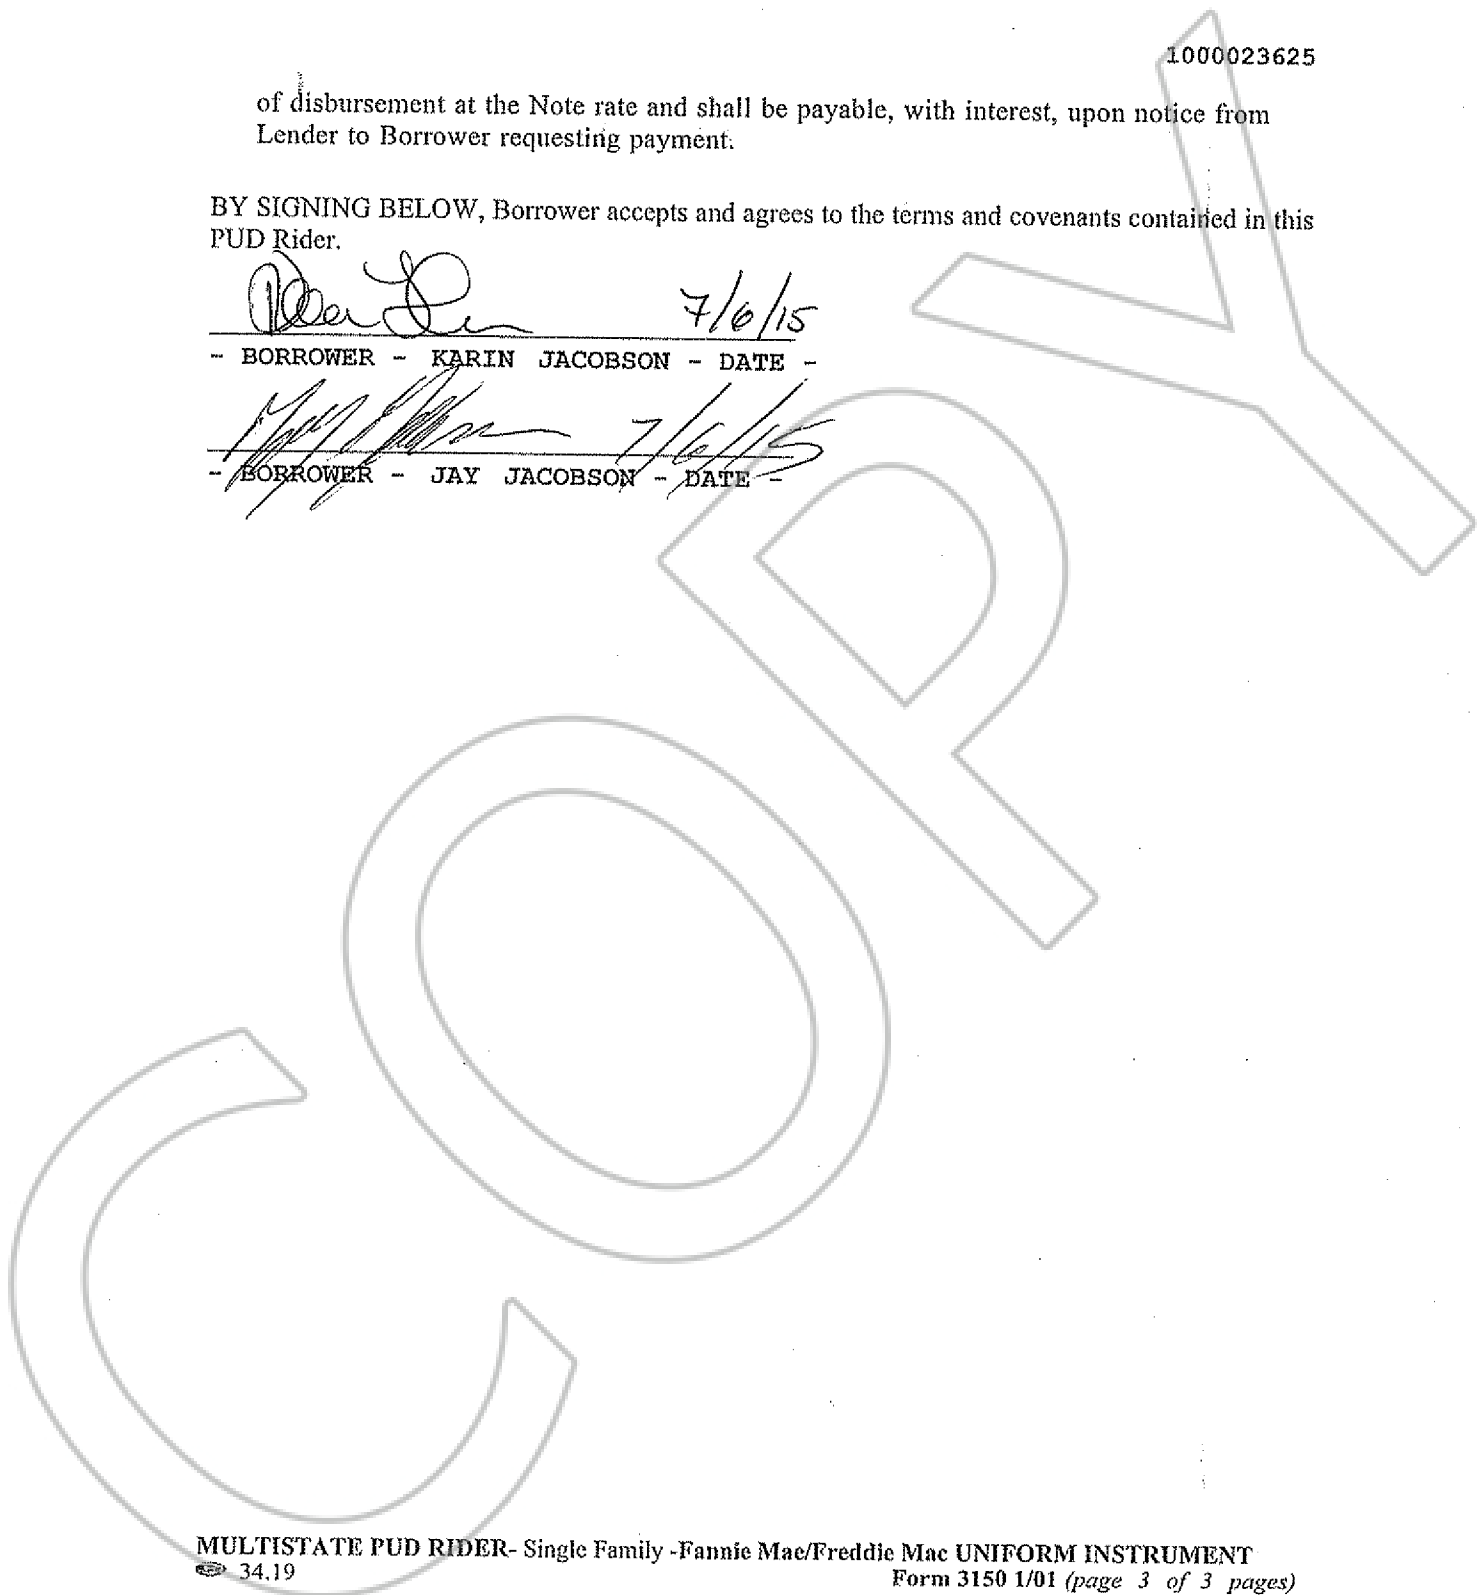 1000023625
of disbursement at the Note rate and shall be payable, with interest, upon notice from
Lender to Borrower requesting payment.
BY SIGNING BELOW, Borrower accepts and agrees to the terms and covenants contained in this
PUD Rider.
7/6/15
- BORROWER - KARIN JACOBSON - DATE -
7/6/15
- BORROWER - JAY JACOBSON - DATE -
COPY
MULTISTATE PUD RIDER- Single Family -Fannie Mae/Freddie Mac UNIFORM INSTRUMENT
34.19
Form 3150 1/01 (page 3 of 3 pages)